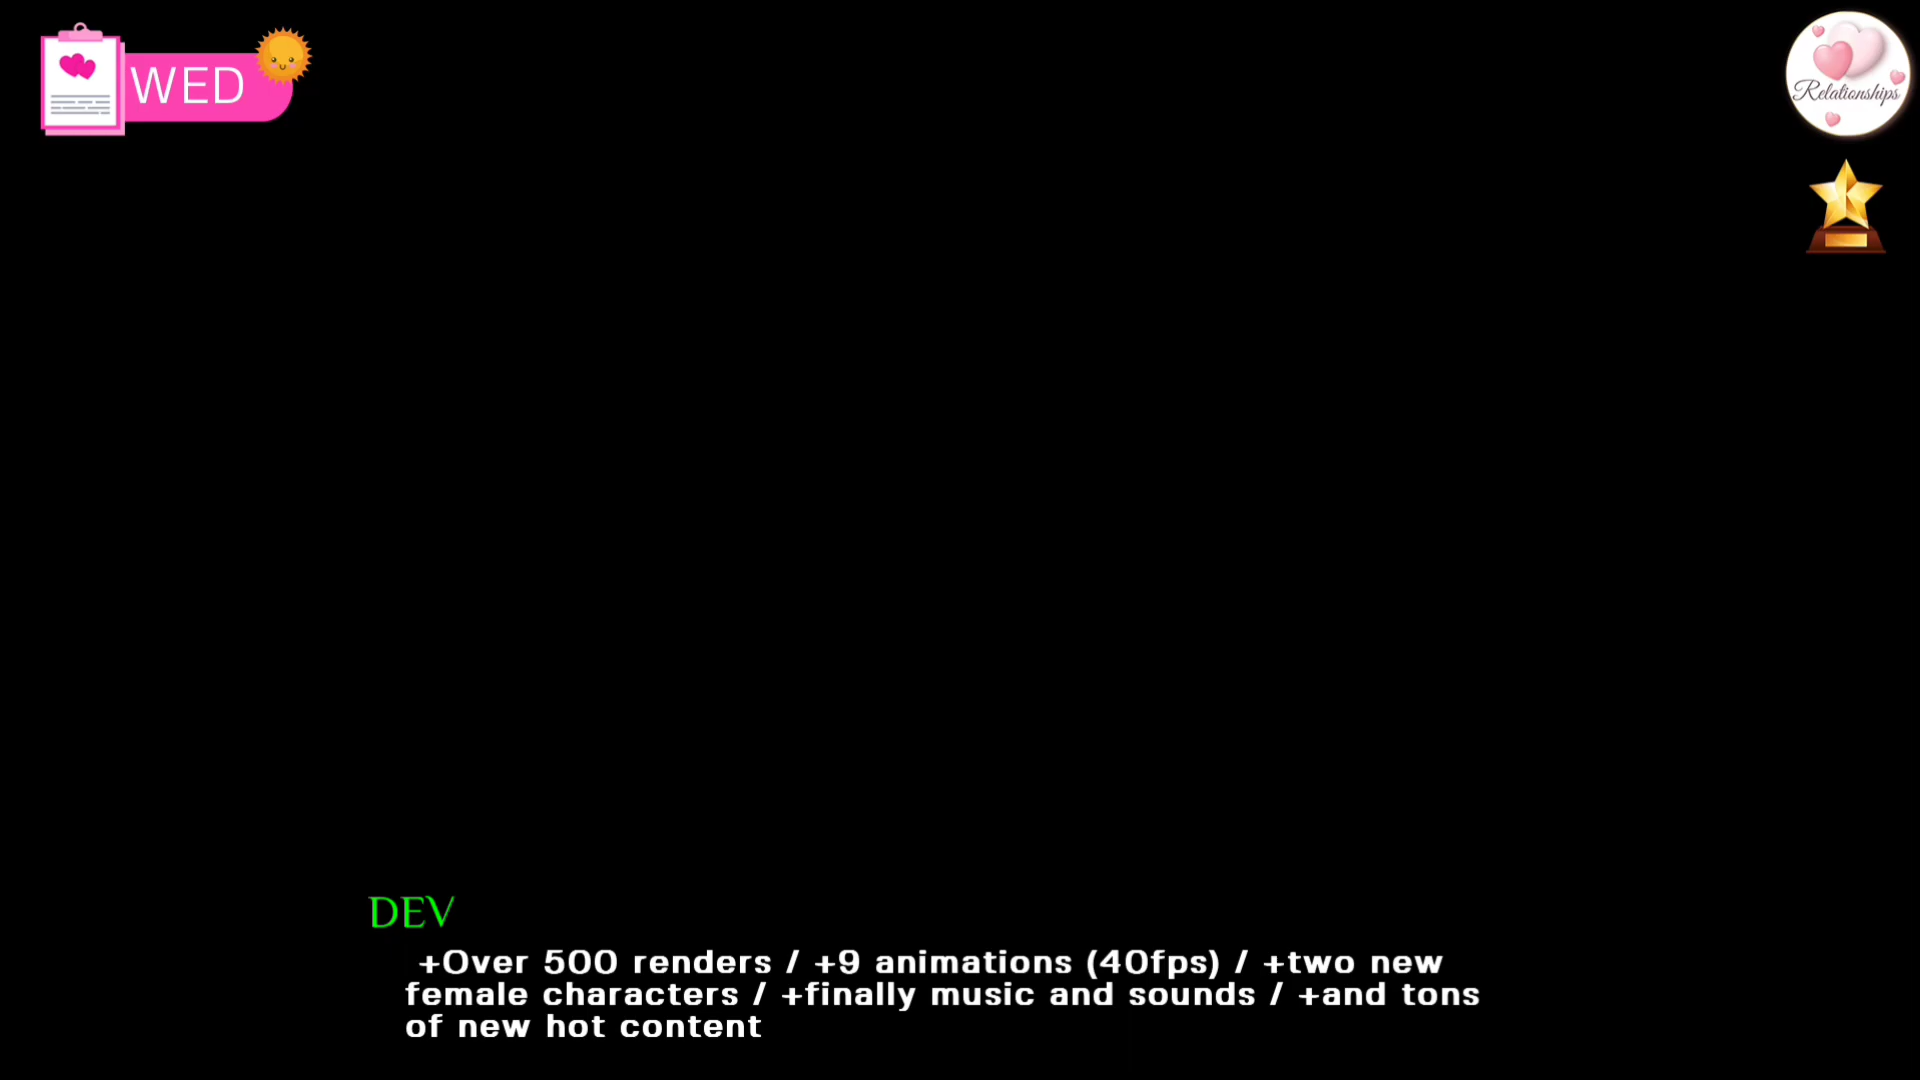 WED
Relationships
DEV
+Over 500 renders / +9 animations (40fps) / +two new
female characters / +finally music and sounds / +and tons
of new hot content